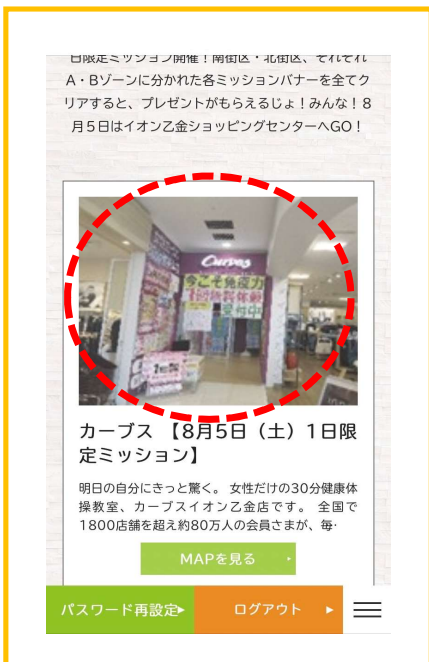 日限定ミッション開催！南街区・北街区、それぞれ
A・Bゾーンに分かれた各ミッションバナーを全てク
リアすると、プレゼントがもらえるじょ！みんな！8
月5日はイオン乙金ショッピングセンターへGO！
Curves
今こそ免疫力
1回無料体験
受付中
カーブス 【8月5日（土）1日限
定ミッション】
明日の自分にきっと驚く。 女性だけの30分健康体
操教室、カーブスイオン乙金店です。 全国で
1800店舗を超え約80万人の会員さまが、毎･
MAPを見る
パスワード再設定▶
ログアウト ▶